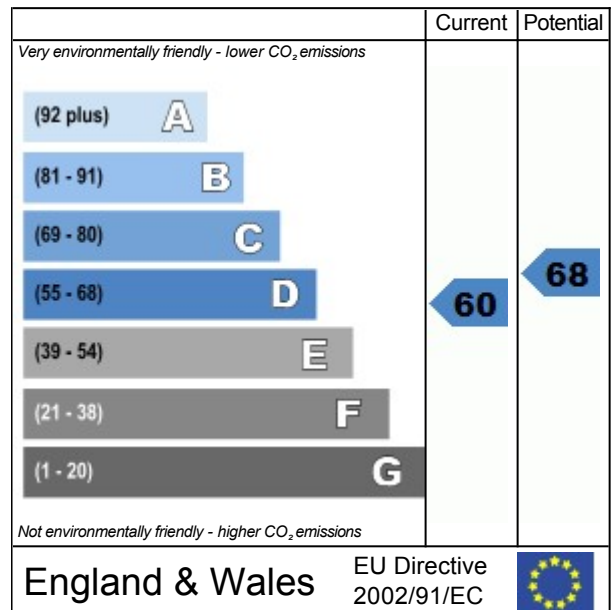 Current Potential
Very environmentally friendly - lower CO₂ emissions
(92 plus) A
(81 - 91) B
(69 - 80) C
(55 - 68) D
(39 - 54) E
(21 - 38) F
(1 - 20) G
60
68
Not environmentally friendly - higher CO₂ emissions
England & Wales
EU Directive
2002/91/EC